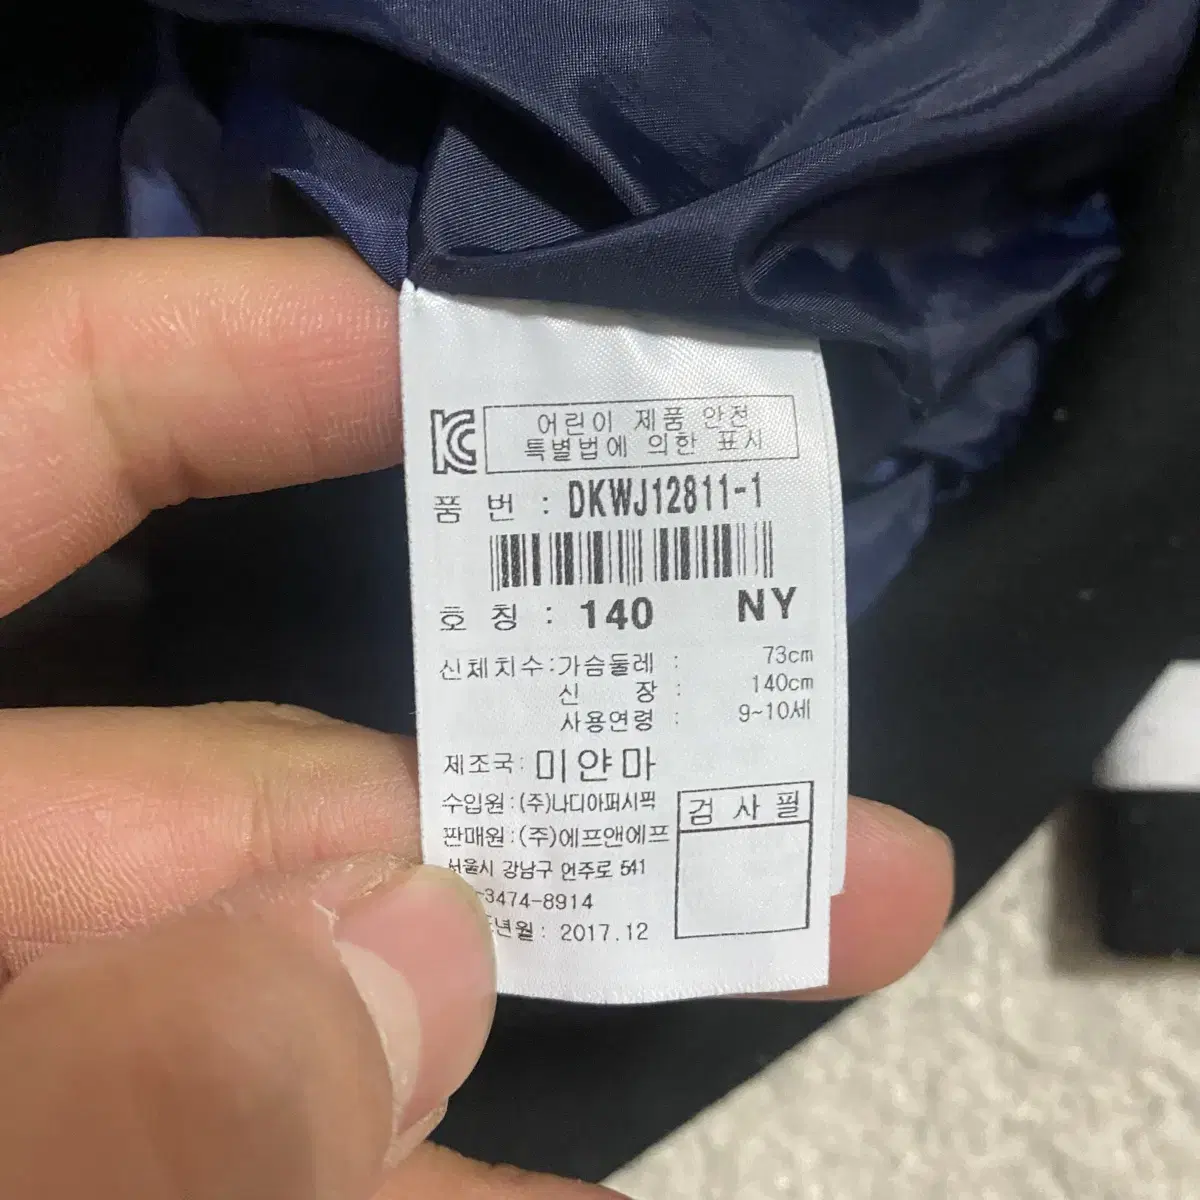 KC
어린이 제품 안전
특별법에 의한 표시
품 번 : DKWJ12811-1
호 칭 : 140 NY
신체치수:가슴둘레 : 73cm
신 장 : 140cm
사용연령 : 9~10세
제조국: 미얀마
수입원:(주)나디아퍼시픽
판매원:(주)에프앤에프
서울시 강남구 언주로 541
-3474-8914
년월: 2017.12
검 사 필